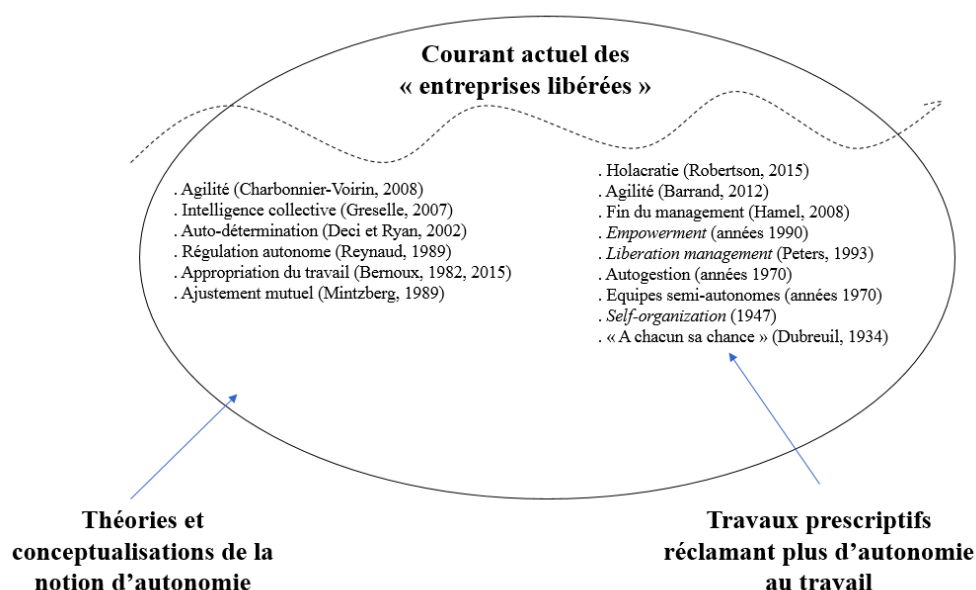 Courant actuel des
« entreprises libérées »
. Agilité (Charbonnier-Voirin, 2008)
. Intelligence collective (Greselle, 2007)
. Auto-détermination (Deci et Ryan, 2002)
. Régulation autonome (Reynaud, 1989)
. Appropriation du travail (Bernoux, 1982, 2015)
. Ajustement mutuel (Mintzberg, 1989)
. Holacratie (Robertson, 2015)
. Agilité (Barrand, 2012)
. Fin du management (Hamel, 2008)
. Empowerment (années 1990)
. Liberation management (Peters, 1993)
. Autogestion (années 1970)
. Equipes semi-autonomes (années 1970)
. Self-organization (1947)
. « A chacun sa chance » (Dubreuil, 1934)
Théories et
conceptualisations de la
notion d’autonomie
Travaux prescriptifs
réclamant plus d’autonomie
au travail